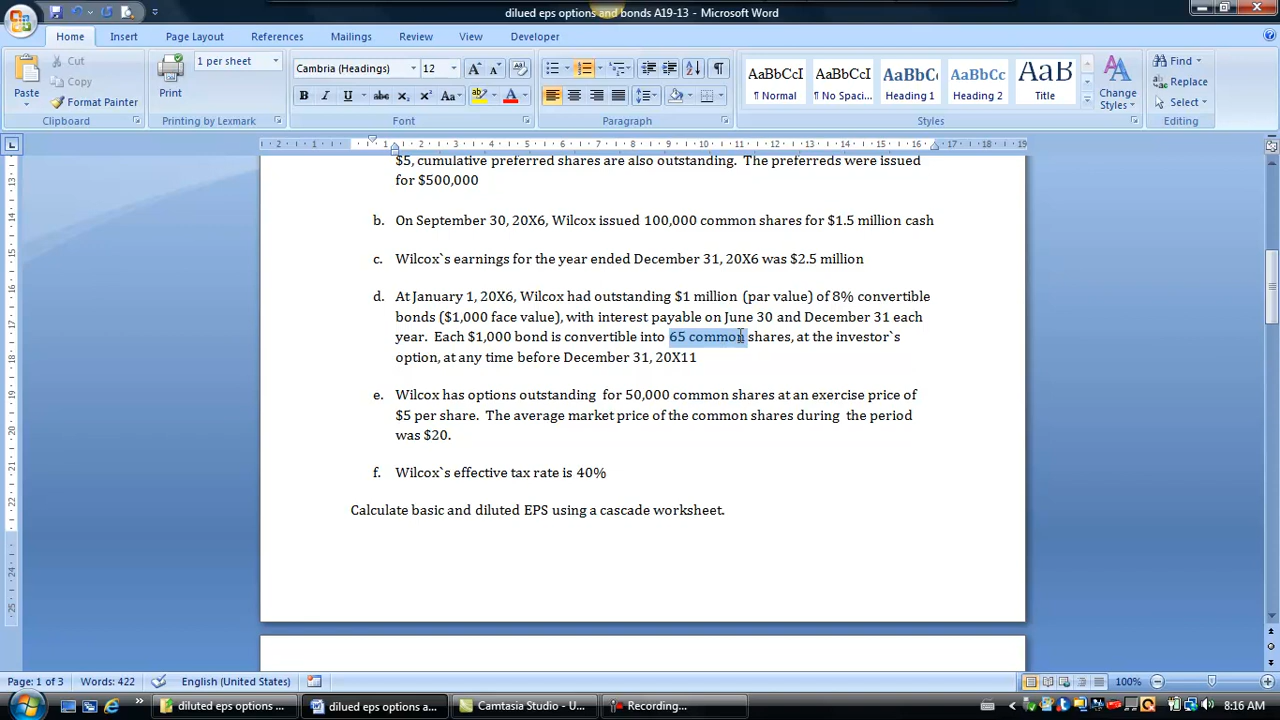 dilued eps options and bonds A19-13 - Microsoft Word
Home Insert Page Layout References Mailings Review View Developer
Cut
Copy
Format Painter
Paste
Clipboard
1 per sheet
Print
Printing by Lexmark
Cambria (Headings) 12
Font
Paragraph
AaBbCcI AaBbCcI AaBbC AaBbCc AaB
¶ Normal ¶ No Spaci... Heading 1 Heading 2 Title
Change Styles
Styles
Find
Replace
Select
Editing
$5, cumulative preferred shares are also outstanding. The preferreds were issued
for $500,000
b. On September 30, 20X6, Wilcox issued 100,000 common shares for $1.5 million cash
c. Wilcox`s earnings for the year ended December 31, 20X6 was $2.5 million
d. At January 1, 20X6, Wilcox had outstanding $1 million (par value) of 8% convertible
bonds ($1,000 face value), with interest payable on June 30 and December 31 each
year. Each $1,000 bond is convertible into 65 common shares, at the investor`s
option, at any time before December 31, 20X11
e. Wilcox has options outstanding for 50,000 common shares at an exercise price of
$5 per share. The average market price of the common shares during the period
was $20.
f. Wilcox`s effective tax rate is 40%
Calculate basic and diluted EPS using a cascade worksheet.
Page: 1 of 3 Words: 422 English (United States) 100%
diluted eps options ... dilued eps options a... Camtasia Studio - U... Recording... 8:16 AM